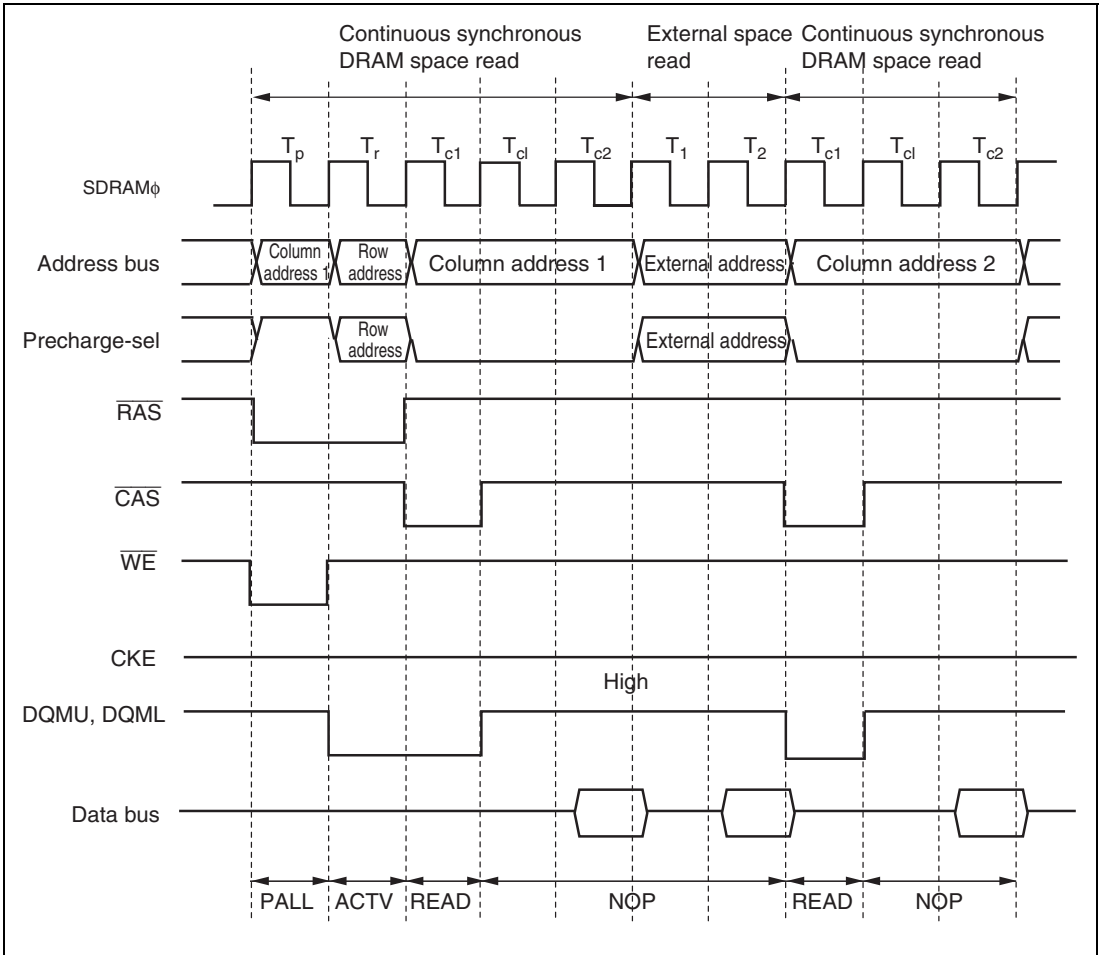 Continuous synchronous
DRAM space read
External space
read
Continuous synchronous
DRAM space read
Tp Tr Tc1 Tcl Tc2 T1 T2 Tc1 Tcl Tc2
SDRAMϕ
Address bus
Column
address 1
Row
address
Column address 1
External address
Column address 2
Precharge-sel
Row
address
External address
RAS
CAS
WE
CKE
High
DQMU, DQML
Data bus
PALL ACTV READ NOP READ NOP